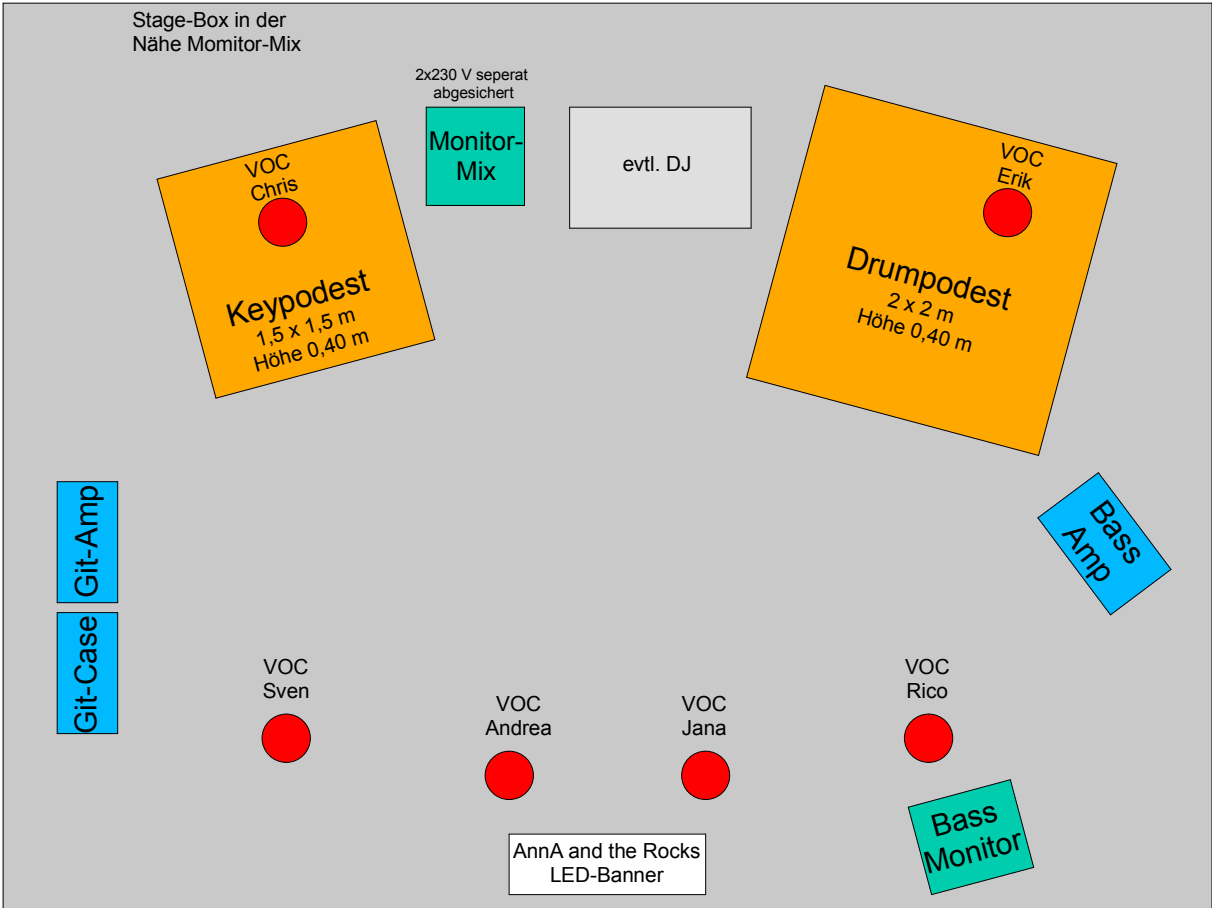 Stage-Box in der
Nähe Momitor-Mix
2x230 V seperat
abgesichert
Monitor-
Mix
evtl. DJ
VOC
Chris
Keypodest
1,5 x 1,5 m
Höhe 0,40 m
VOC
Erik
Drumpodest
2 x 2 m
Höhe 0,40 m
Git-Amp
Git-Case
Bass
Amp
VOC
Sven
VOC
Andrea
VOC
Jana
VOC
Rico
Bass
Monitor
AnnA and the Rocks
LED-Banner